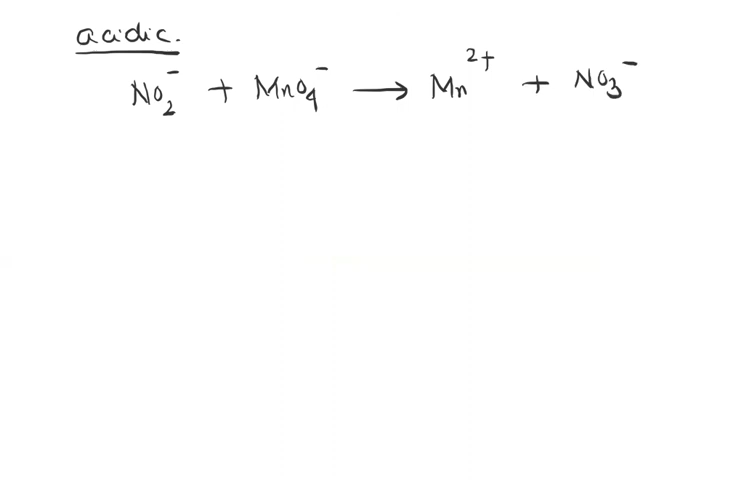 acidic.
NO₂⁻ + MnO₄⁻ ⟶ Mn²⁺ + NO₃⁻